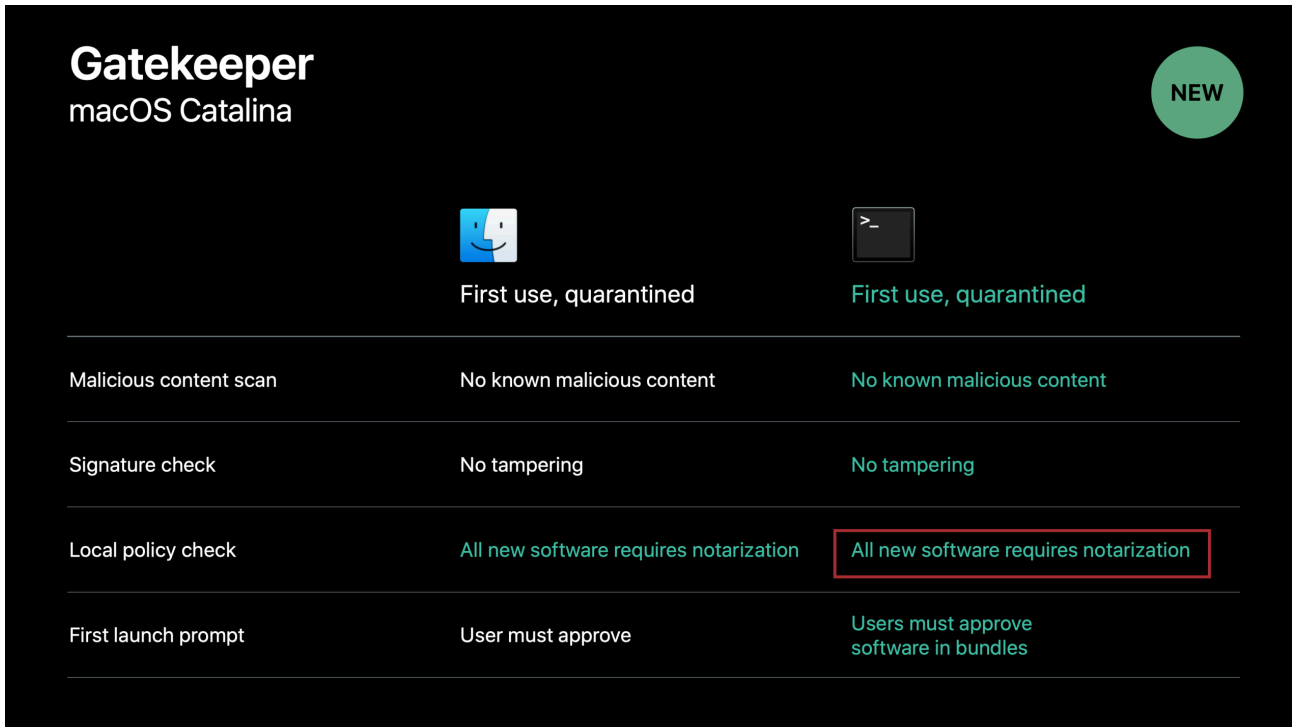 Gatekeeper
macOS Catalina
NEW
>_
First use, quarantined
First use, quarantined
Malicious content scan
No known malicious content
No known malicious content
Signature check
No tampering
No tampering
Local policy check
All new software requires notarization
All new software requires notarization
First launch prompt
User must approve
Users must approve
software in bundles